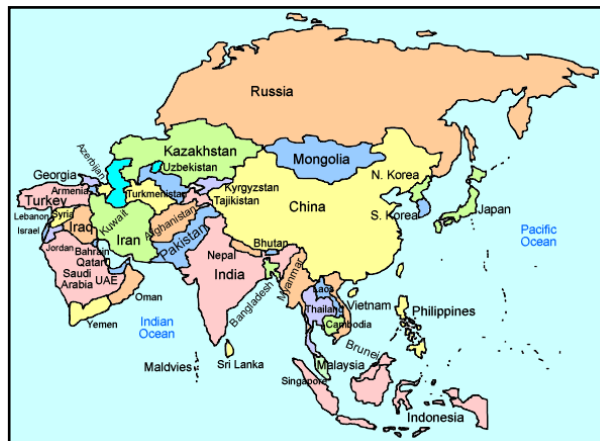 Russia
Kazakhstan
Uzbekistan
Mongolia
Azerbijan
Georgia
Armenia
Turkey
Turkmenistan
Kyrgyzstan
Tajikistan
N. Korea
China
S. Korea
Japan
Lebanon
Syria
Israel
Iraq
Kuwait
Iran
Afghanistan
Pakistan
Jordan
Bahrain
Qatar
Saudi
Arabia
UAE
Oman
Yemen
Nepal
Bhutan
India
Bangladesh
Myanmar
Laos
Thailand
Vietnam
Cambodia
Philippines
Pacific
Ocean
Indian
Ocean
Maldvies
Sri Lanka
Brunei
Malaysia
Singapore
Indonesia